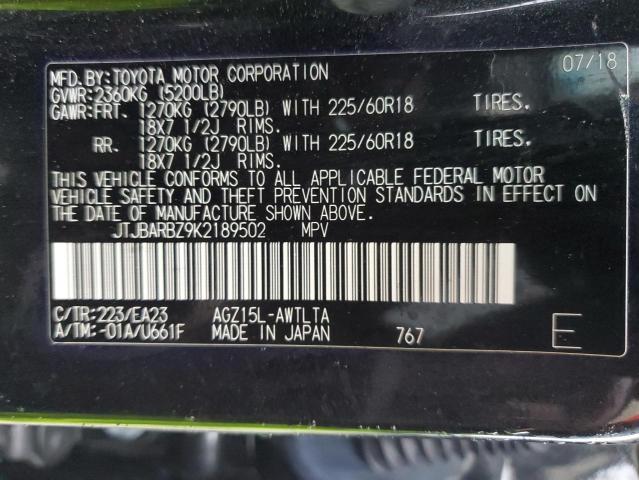 07/18
MFD.BY:TOYOTA MOTOR CORPORATION
GVWR:2360KG (5200LB)
GAWR:FRT. 1270KG (2790LB) WITH 225/60R18 TIRES.
18X7 1/2J RIMS.
RR. 1270KG (2790LB) WITH 225/60R18 TIRES.
18X7 1/2J RIMS.
THIS VEHICLE CONFORMS TO ALL APPLICABLE FEDERAL MOTOR
VEHICLE SAFETY AND THEFT PREVENTION STANDARDS IN EFFECT ON
THE DATE OF MANUFACTURE SHOWN ABOVE.
JTJBARBZ9K2189502 MPV
C/TR:223/EA23 AGZ15L-AWTLTA
A/TM:-01A/U661F MADE IN JAPAN 767 E